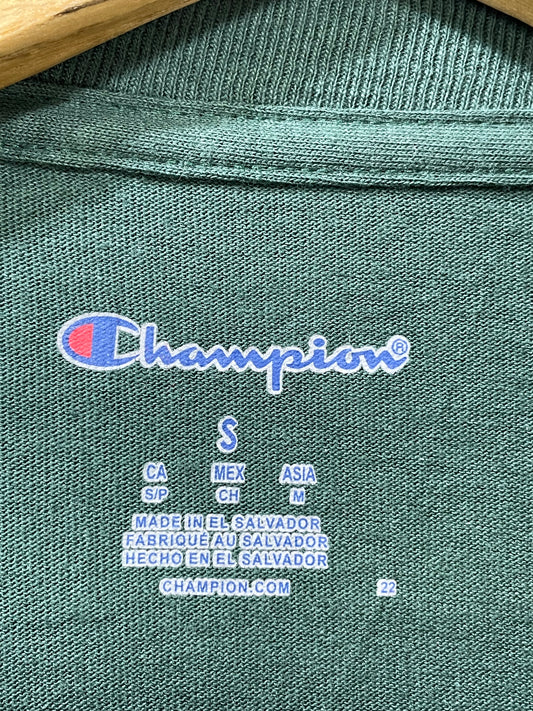 Champion®
S
CA MEX ASIA
S/P CH M
MADE IN EL SALVADOR
FABRIQUÉ AU SALVADOR
HECHO EN EL SALVADOR
CHAMPION.COM 22